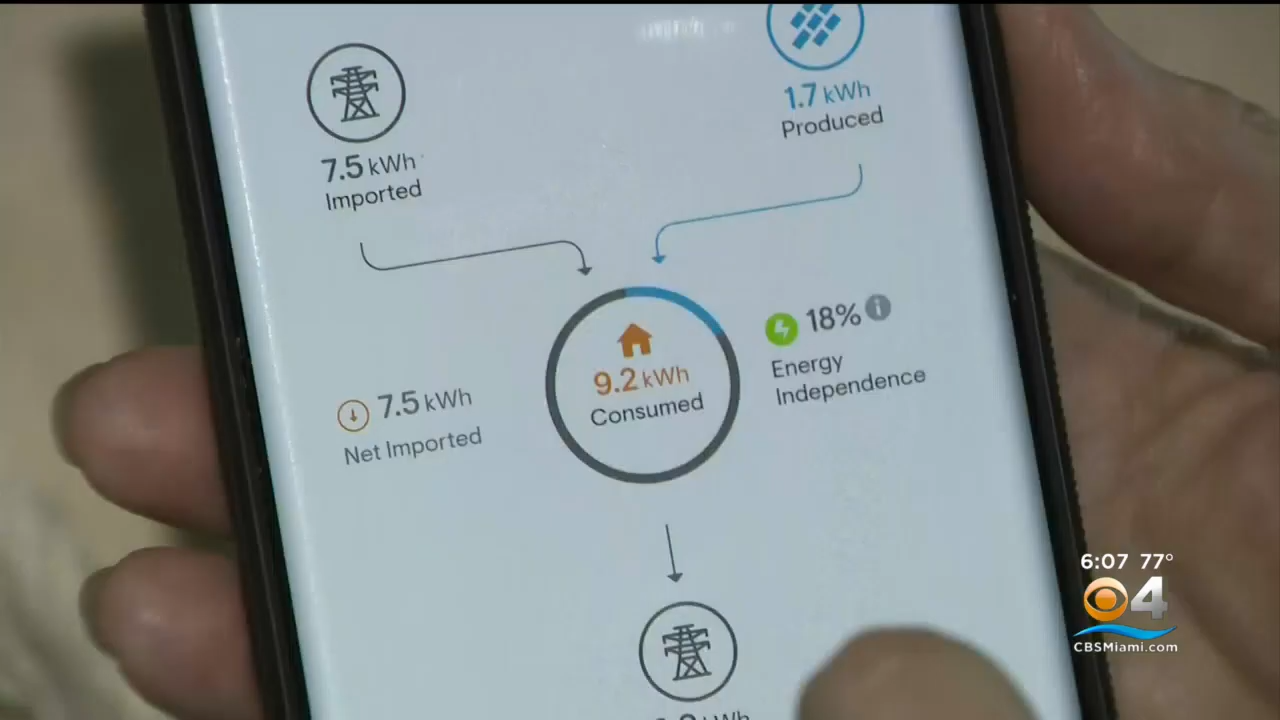 7.5 kWh
Imported
1.7 kWh
Produced
9.2 kWh
Consumed
18%
Energy
Independence
7.5 kWh
Net Imported
kWh
6:07 77°
4
CBSMiami.com